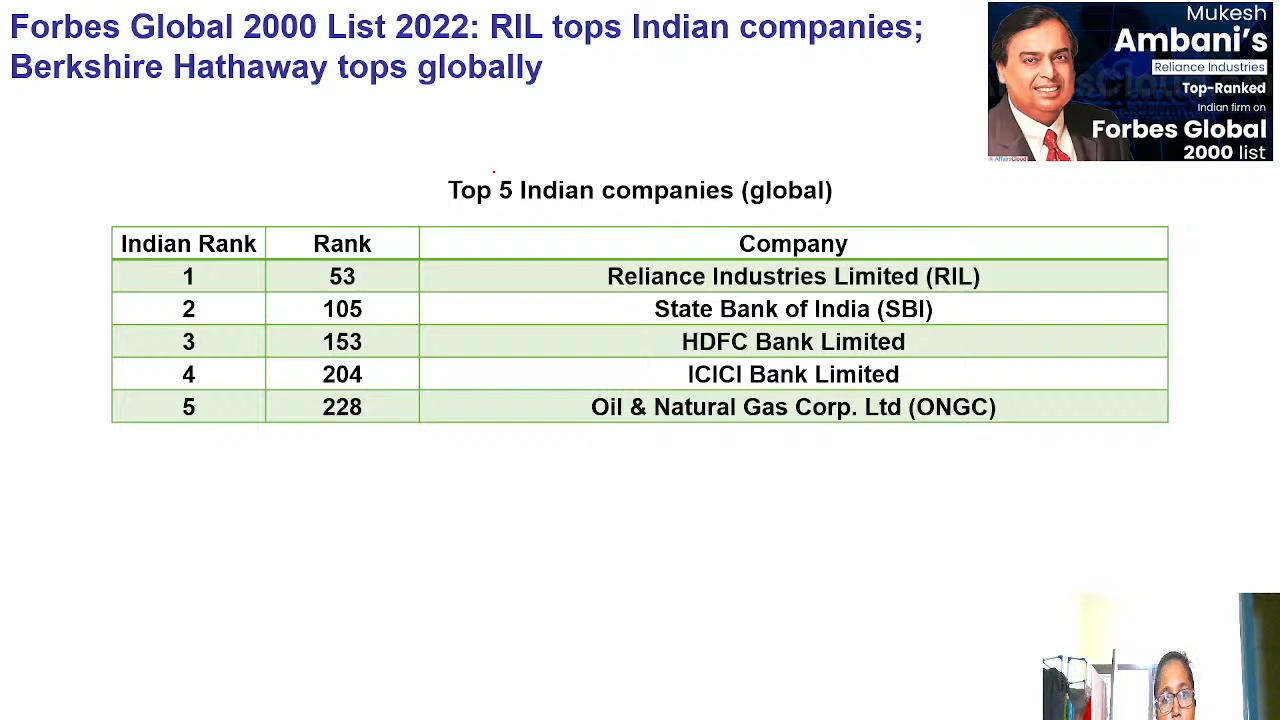 Forbes Global 2000 List 2022: RIL tops Indian companies;
Berkshire Hathaway tops globally
Mukesh
Ambani's
Reliance Industries
Top-Ranked
Indian firm on
Forbes Global
2000 list
AffairsCloud
Top 5 Indian companies (global)
Indian Rank Rank Company
1 53 Reliance Industries Limited (RIL)
2 105 State Bank of India (SBI)
3 153 HDFC Bank Limited
4 204 ICICI Bank Limited
5 228 Oil & Natural Gas Corp. Ltd (ONGC)